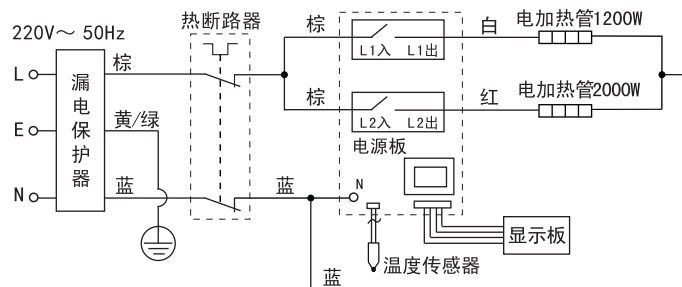 220V～ 50Hz
热断路器
棕
白
电加热管1200W
L
棕
L1入 L1出
漏电保护器
E
黄/绿
棕
红
电加热管2000W
L2入 L2出
电源板
N
蓝
蓝
N
显示板
温度传感器
蓝